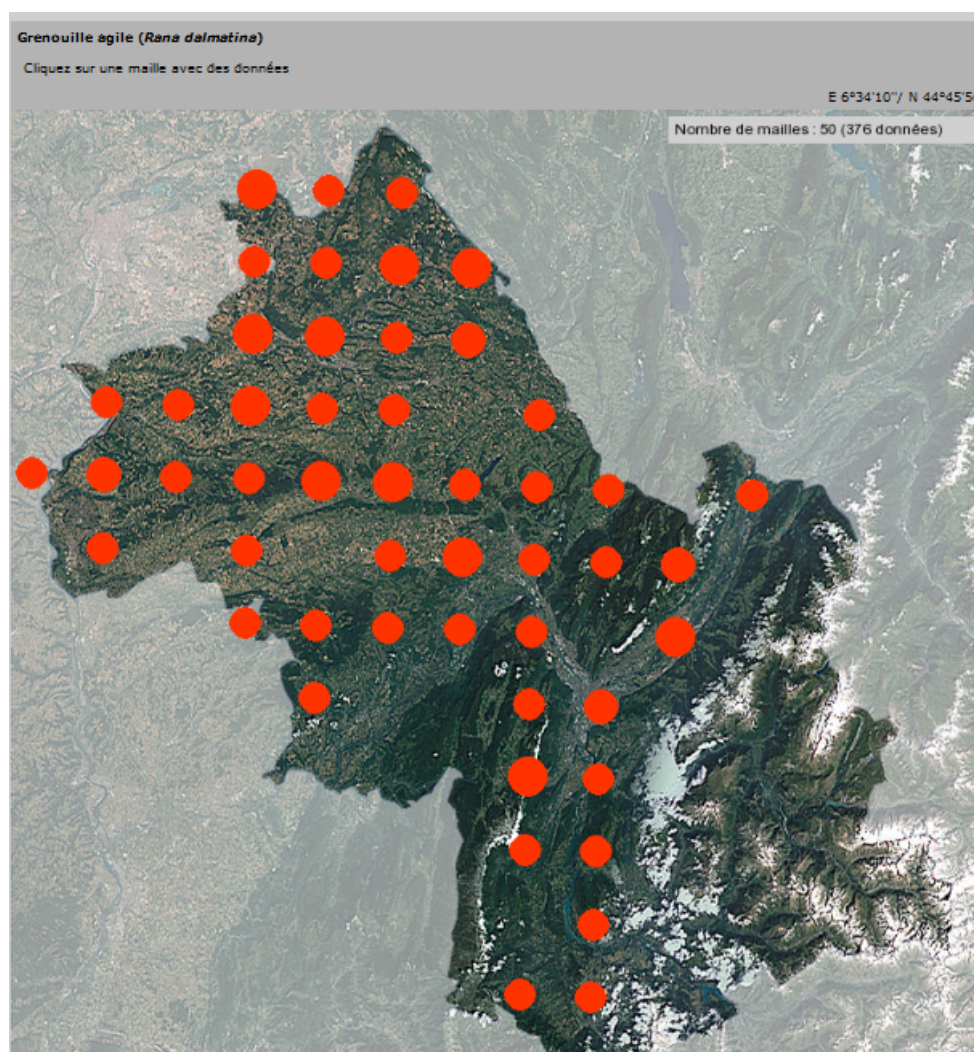 Grenouille agile (Rana dalmatina)
Cliquez sur une maille avec des données
E 6°34'10"/ N 44°45'5
Nombre de mailles : 50 (376 données)